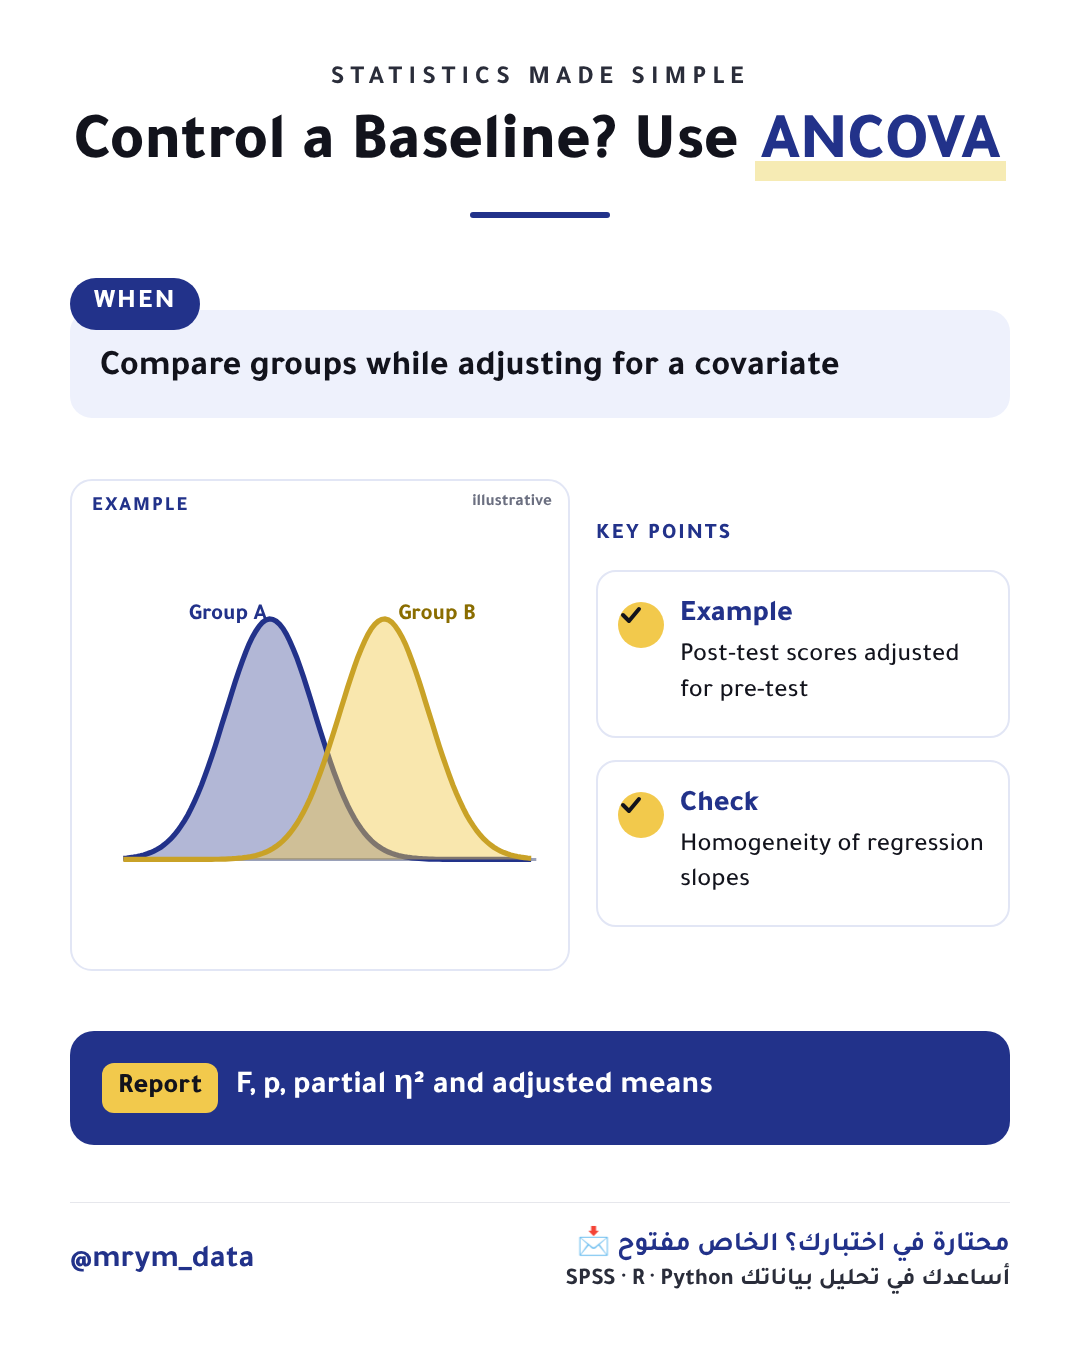 STATISTICS MADE SIMPLE
Control a Baseline? Use ANCOVA
WHEN
Compare groups while adjusting for a covariate
EXAMPLE
illustrative
Group A
Group B
KEY POINTS
Example
Post-test scores adjusted
for pre-test
Check
Homogeneity of regression
slopes
Report F, p, partial η² and adjusted means
@mrym_data
محتارة في اختبارك؟ الخاص مفتوح 📩
أساعدك في تحليل بياناتك SPSS · R · Python